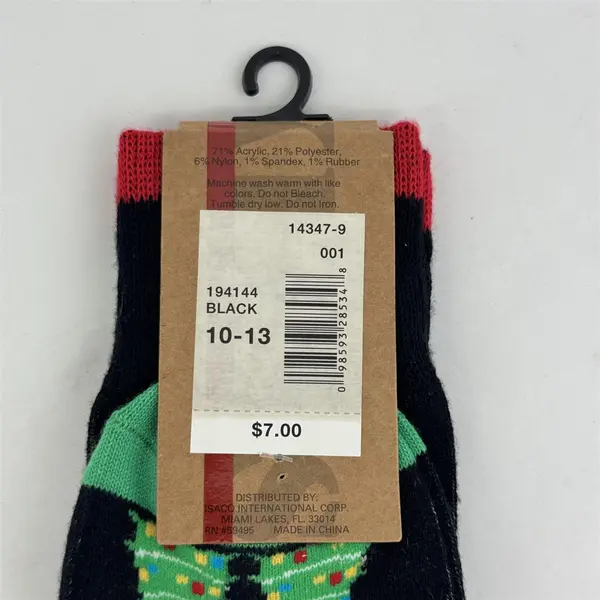 71% Acrylic, 21% Polyester,
6% Nylon, 1% Spandex, 1% Rubber
Machine wash warm with like
colors. Do not Bleach.
Tumble dry low. Do not Iron.
14347-9
001
194144
BLACK
10-13
0 98593 28534 8
$7.00
DISTRIBUTED BY:
ISACO INTERNATIONAL CORP.
MIAMI LAKES, FL. 33014
RN #59495 MADE IN CHINA